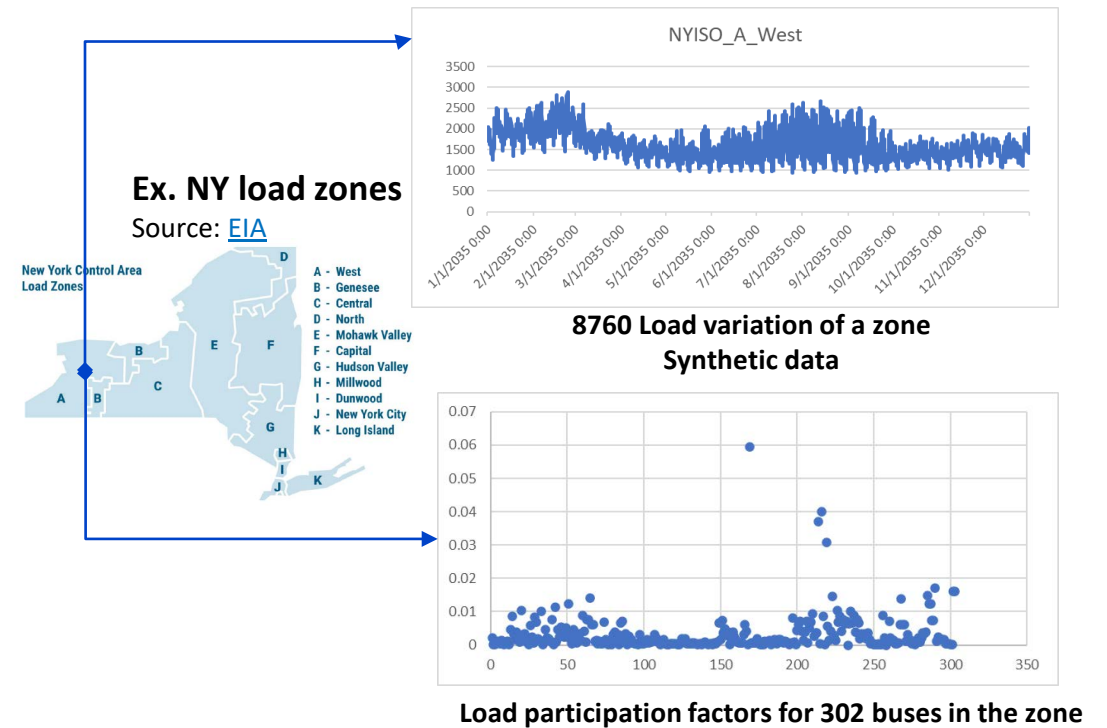 NYISO_A_West
3500
3000
2500
2000
1500
1000
500
0
1/1/2035 0:00
2/1/2035 0:00
3/1/2035 0:00
4/1/2035 0:00
5/1/2035 0:00
6/1/2035 0:00
7/1/2035 0:00
8/1/2035 0:00
9/1/2035 0:00
10/1/2035 0:00
11/1/2035 0:00
12/1/2035 0:00
8760 Load variation of a zone
Synthetic data
Ex. NY load zones
Source: EIA
New York Control Area
Load Zones
A - West
B - Genesee
C - Central
D - North
E - Mohawk Valley
F - Capital
G - Hudson Valley
H - Millwood
I - Dunwood
J - New York City
K - Long Island
D
B
E
F
A
B
C
G
H
I
J
K
0.07
0.06
0.05
0.04
0.03
0.02
0.01
0
0 50 100 150 200 250 300 350
Load participation factors for 302 buses in the zone